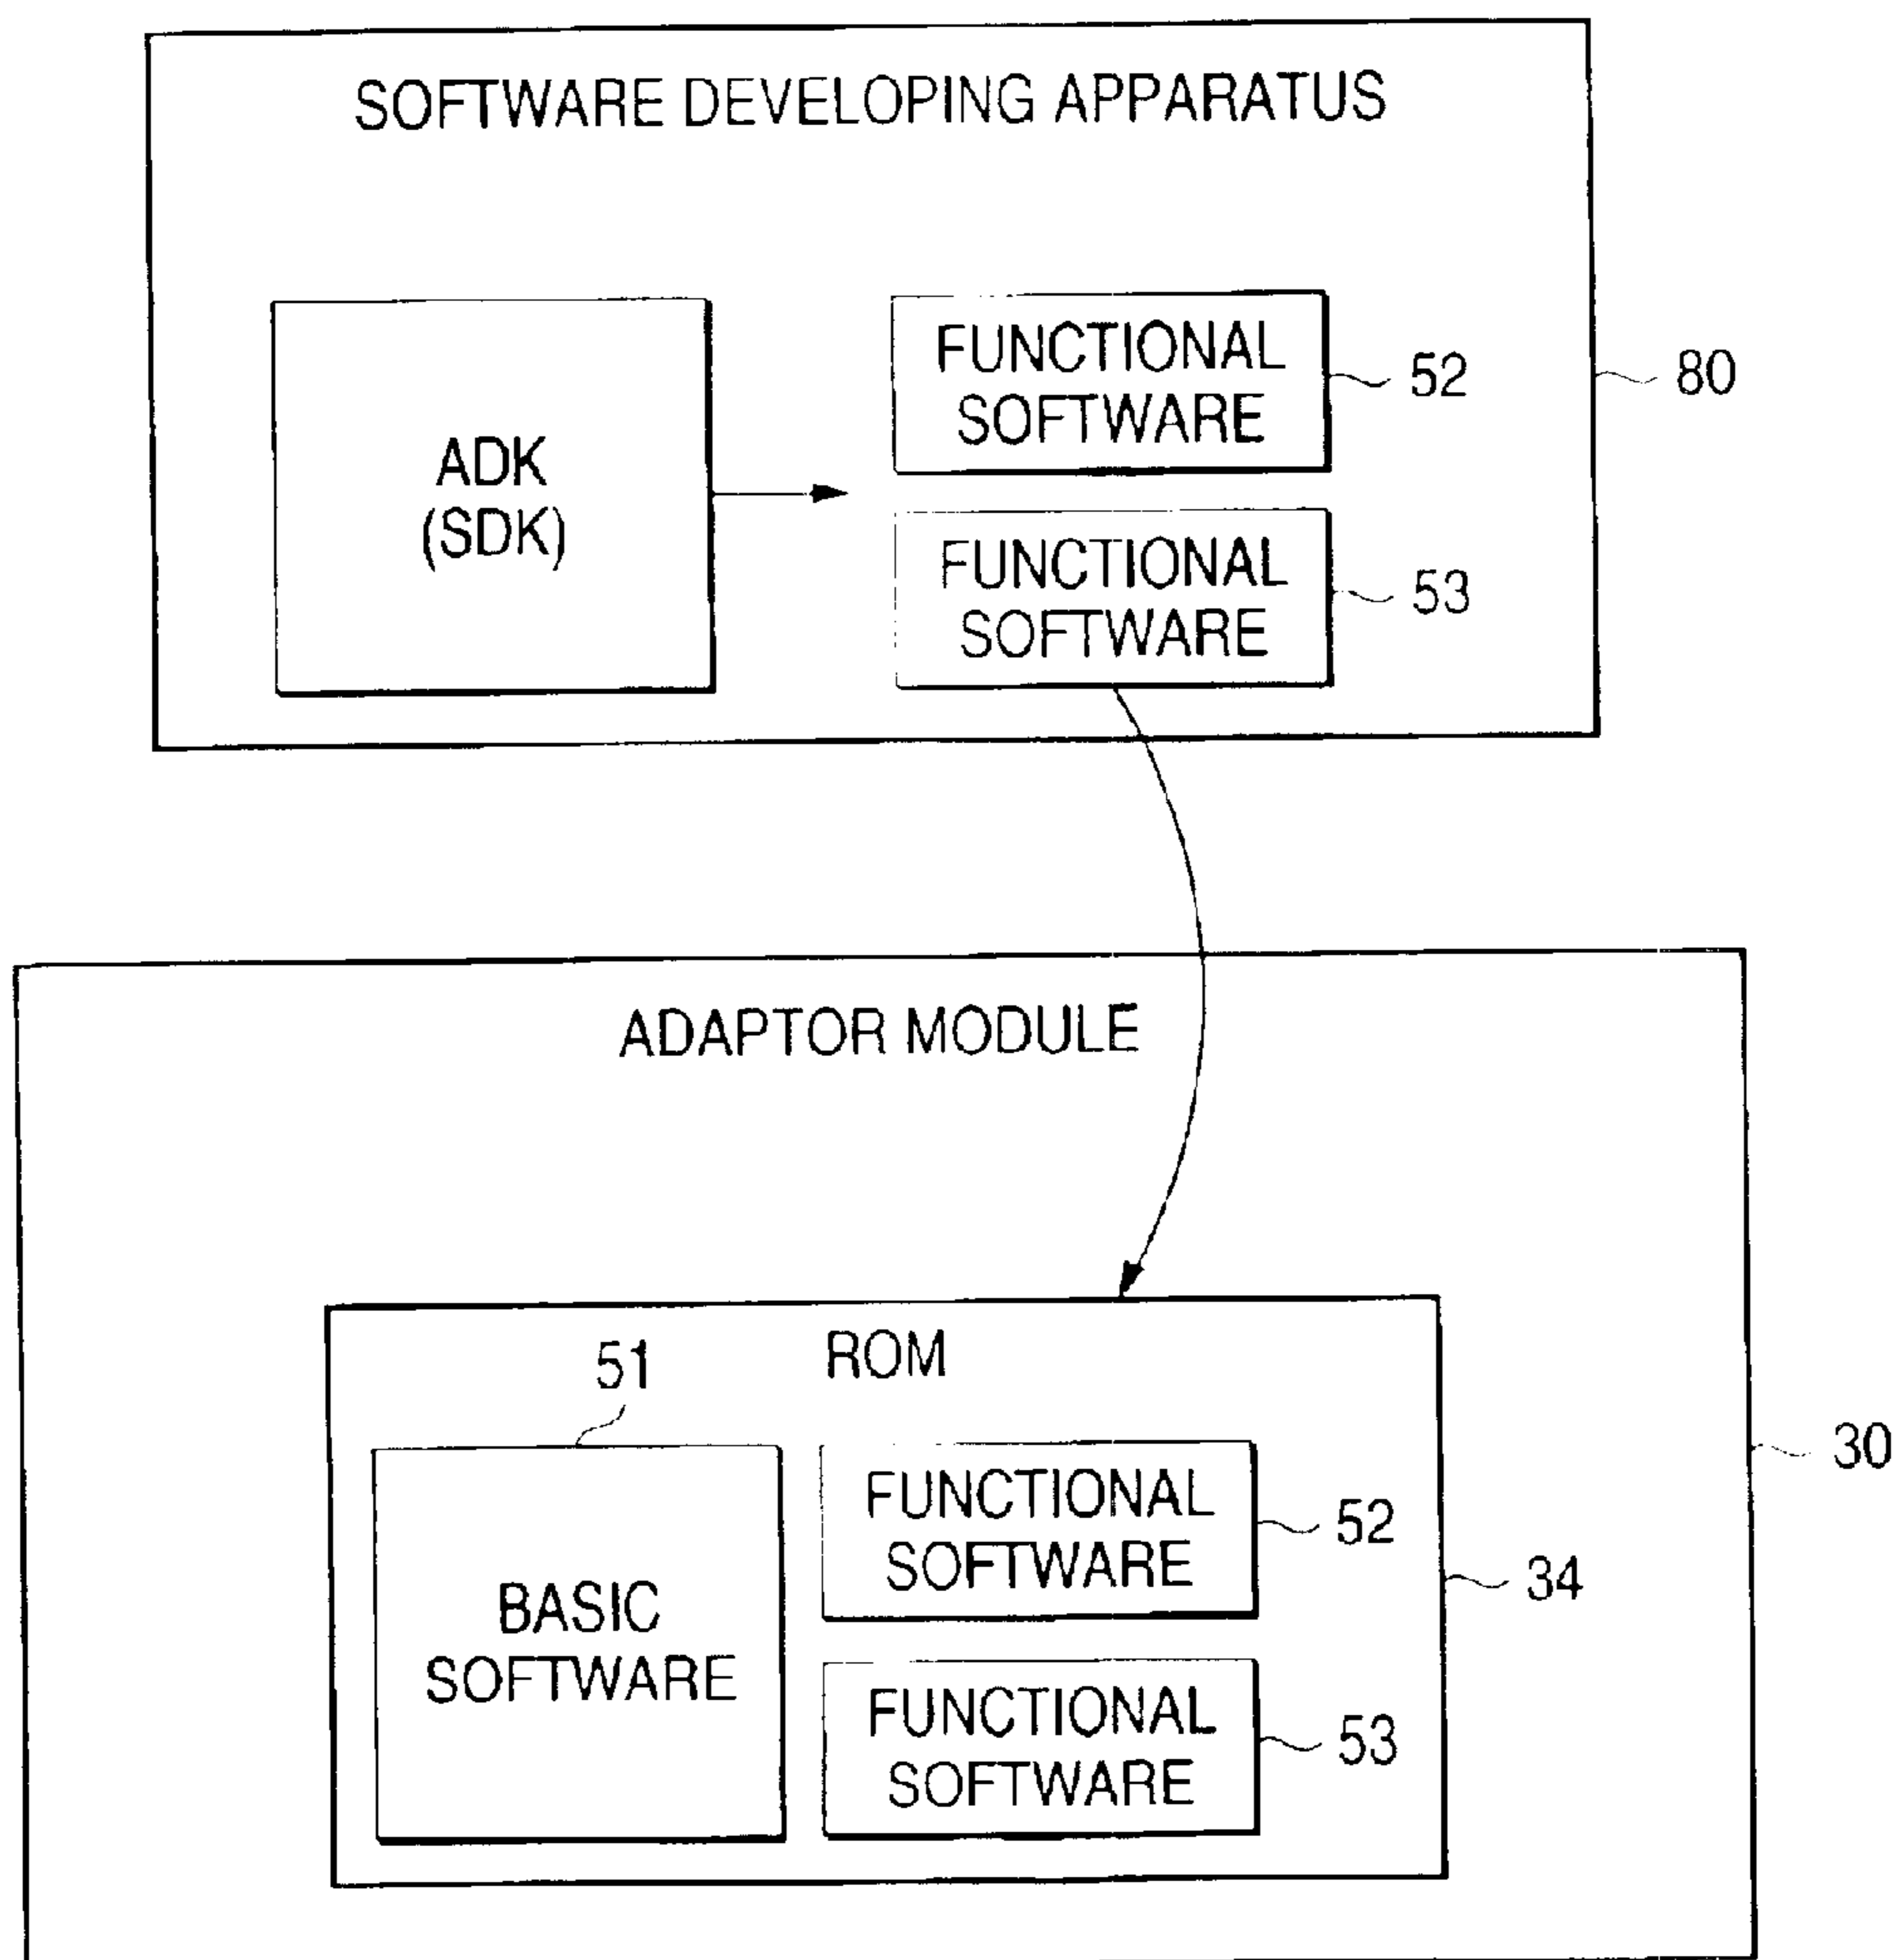 SOFTWARE DEVELOPING APPARATUS
ADK
(SDK)
FUNCTIONAL
SOFTWARE
52
80
FUNCTIONAL
SOFTWARE
53
ADAPTOR MODULE
ROM
51
BASIC
SOFTWARE
FUNCTIONAL
SOFTWARE
52
FUNCTIONAL
SOFTWARE
53
34
30